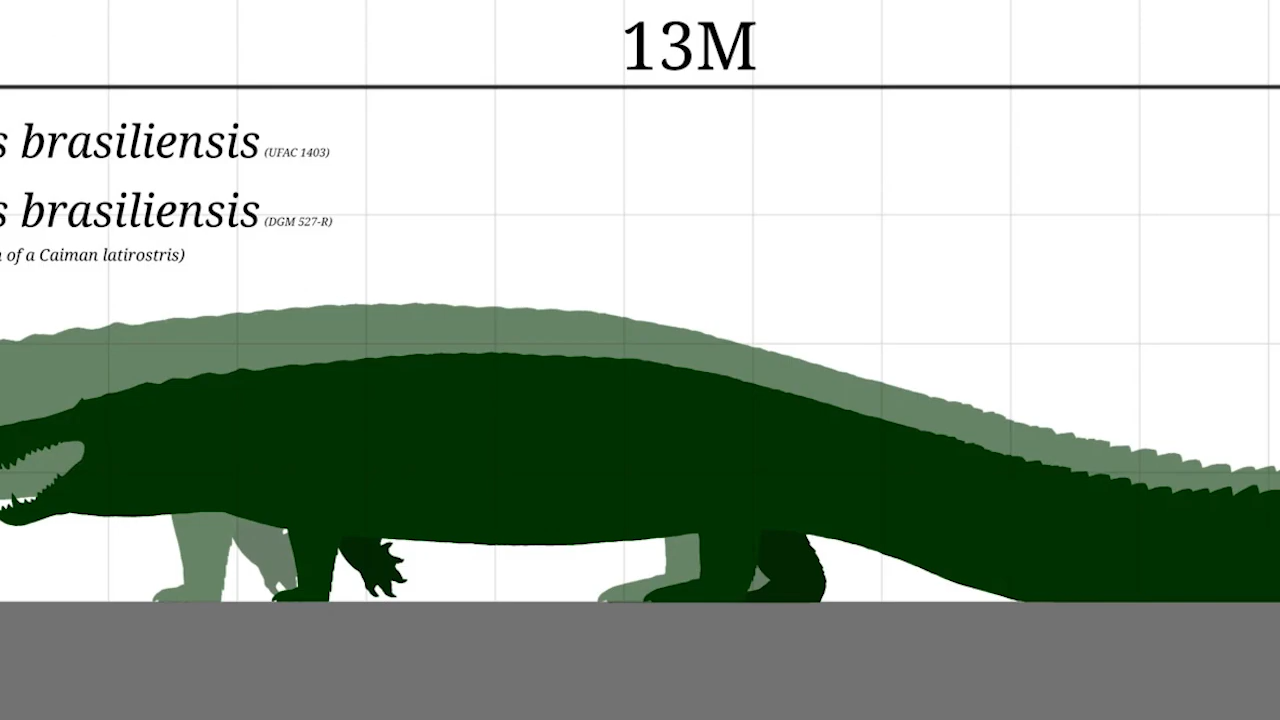 13M
s brasiliensis (UFAC 1403)
s brasiliensis (DGM 527-R)
of a Caiman latirostris)